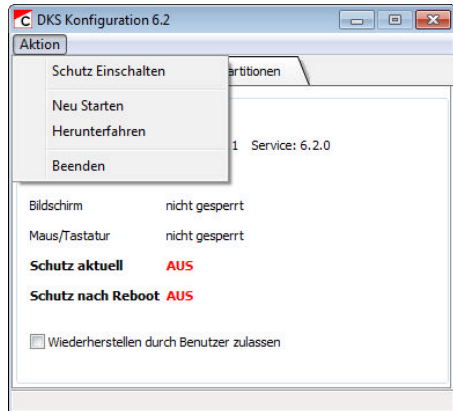 DKS Konfiguration 6.2
Aktion
Schutz Einschalten
Neu Starten
Herunterfahren
Beenden
artitionen
1 Service: 6.2.0
Bildschirm nicht gesperrt
Maus/Tastatur nicht gesperrt
Schutz aktuell AUS
Schutz nach Reboot AUS
Wiederherstellen durch Benutzer zulassen